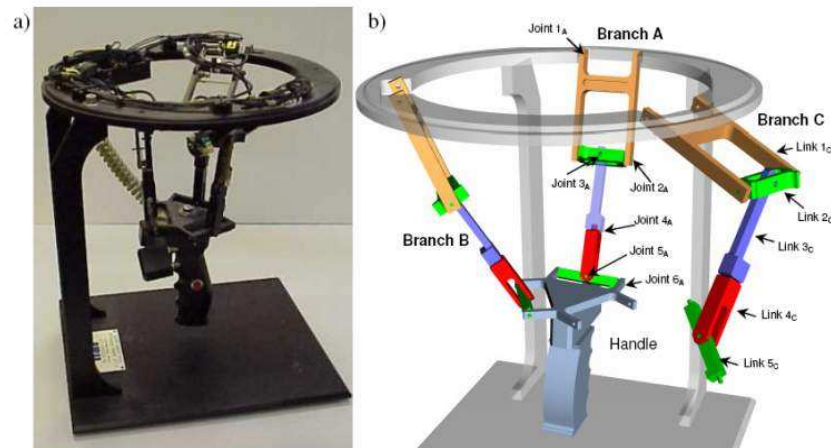 a)
b)
Joint 1A
Branch A
Branch C
Link 1C
Joint 3A
Joint 2A
Link 2C
Joint 4A
Branch B
Link 3C
Joint 5A
Joint 6A
Link 4C
Handle
Link 5C